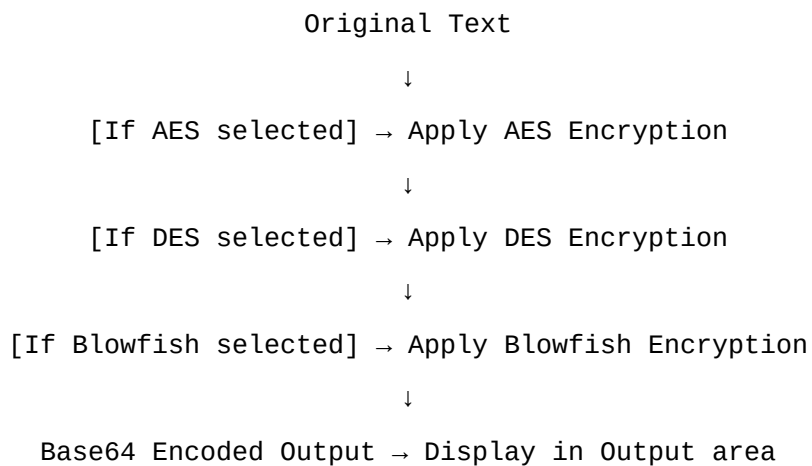 Original Text
↓
[If AES selected] → Apply AES Encryption
↓
[If DES selected] → Apply DES Encryption
↓
[If Blowfish selected] → Apply Blowfish Encryption
↓
Base64 Encoded Output → Display in Output area